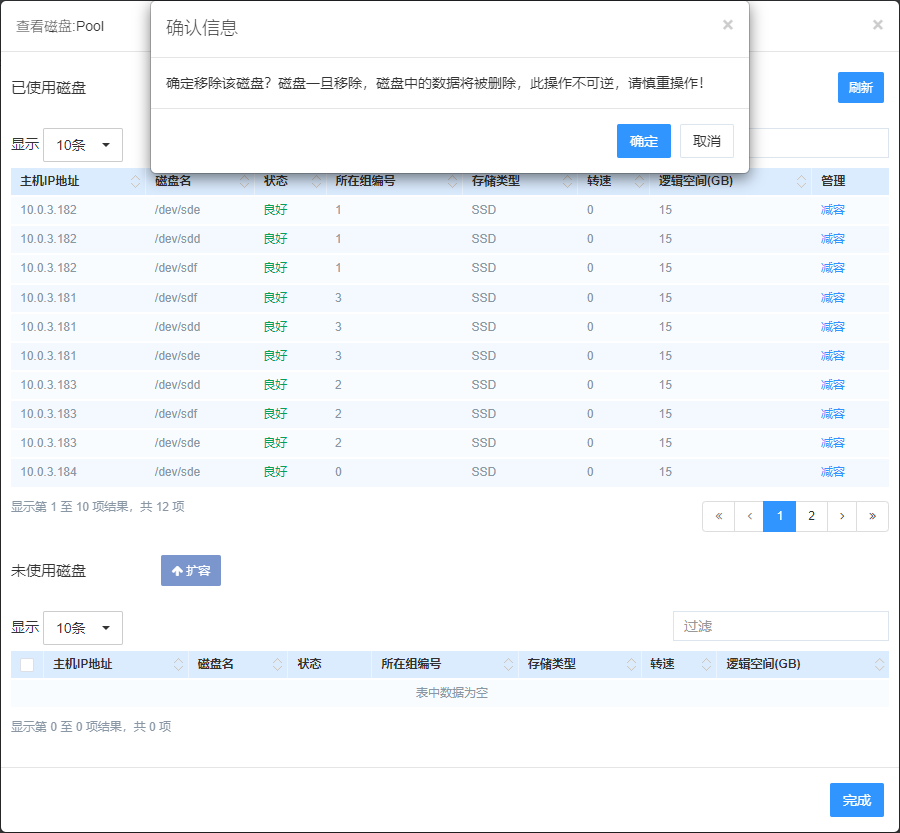 查看磁盘:Pool
×
确认信息
×
确定移除该磁盘？磁盘一旦移除，磁盘中的数据将被删除，此操作不可逆，请慎重操作！
确定 取消
已使用磁盘 刷新
显示 10条
主机IP地址 磁盘名 状态 所在组编号 存储类型 转速 逻辑空间(GB) 管理
10.0.3.182 /dev/sde 良好 1 SSD 0 15 减容
10.0.3.182 /dev/sdd 良好 1 SSD 0 15 减容
10.0.3.182 /dev/sdf 良好 1 SSD 0 15 减容
10.0.3.181 /dev/sdf 良好 3 SSD 0 15 减容
10.0.3.181 /dev/sdd 良好 3 SSD 0 15 减容
10.0.3.181 /dev/sde 良好 3 SSD 0 15 减容
10.0.3.183 /dev/sdd 良好 2 SSD 0 15 减容
10.0.3.183 /dev/sdf 良好 2 SSD 0 15 减容
10.0.3.183 /dev/sde 良好 2 SSD 0 15 减容
10.0.3.184 /dev/sde 良好 0 SSD 0 15 减容
显示第 1 至 10 项结果，共 12 项
« ‹ 1 2 › »
未使用磁盘 扩容
显示 10条 过滤
主机IP地址 磁盘名 状态 所在组编号 存储类型 转速 逻辑空间(GB)
表中数据为空
显示第 0 至 0 项结果，共 0 项
完成